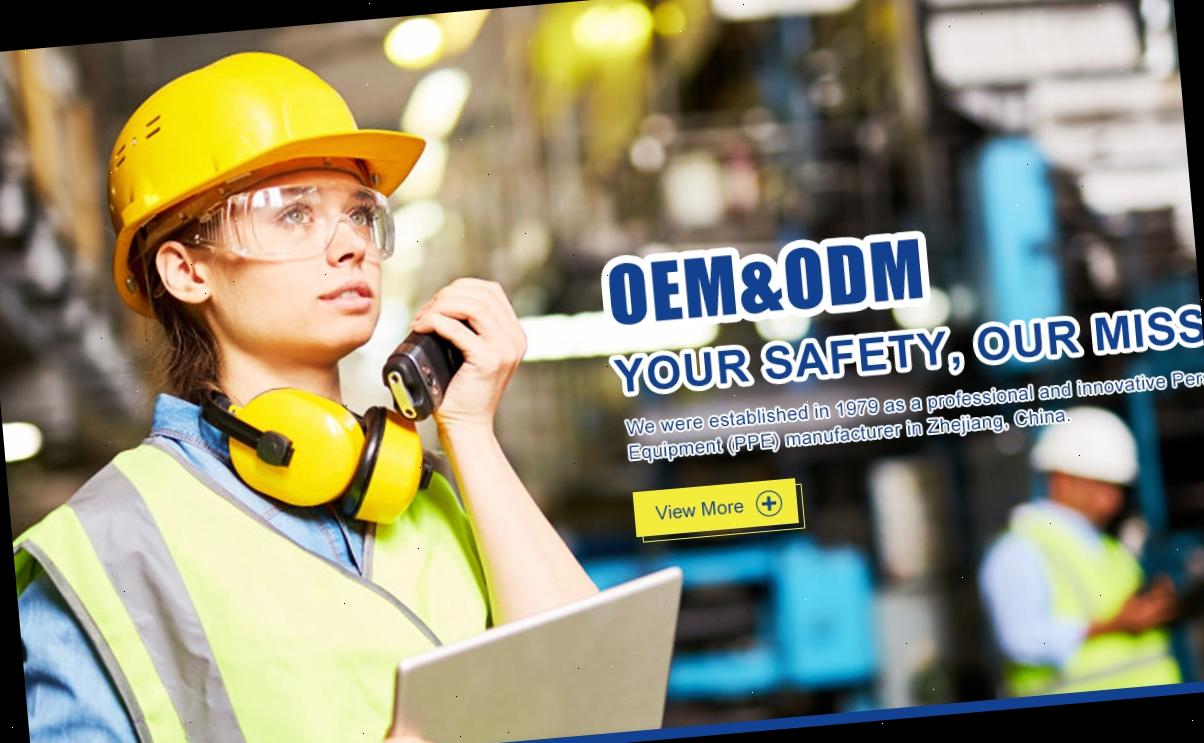 OEM&ODM
YOUR SAFETY, OUR MISS
We were established in 1979 as a professional and innovative Per
Equipment (PPE) manufacturer in Zhejiang, China.
View More